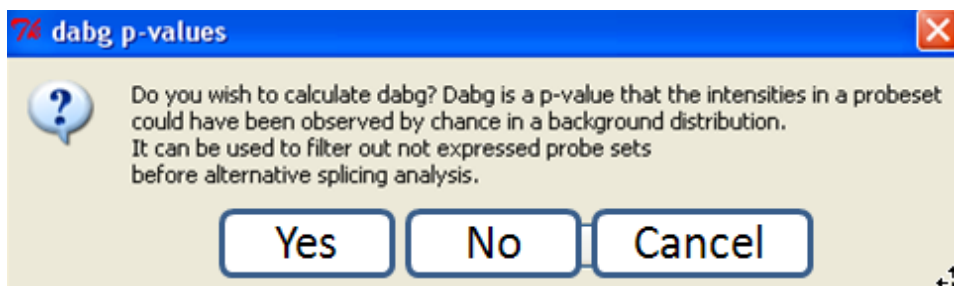 7% dabg p-values
Do you wish to calculate dabg? Dabg is a p-value that the intensities in a probeset
could have been observed by chance in a background distribution.
It can be used to filter out not expressed probe sets
before alternative splicing analysis.
Yes No Cancel